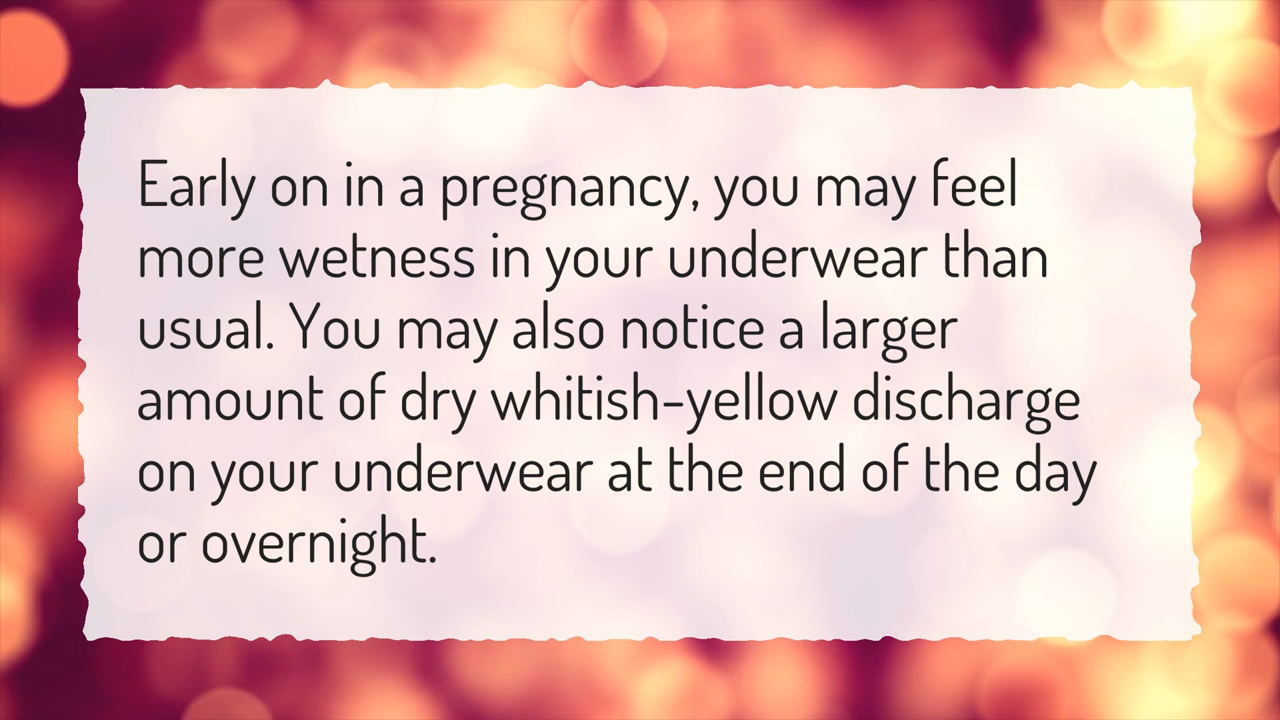 Early on in a pregnancy, you may feel
more wetness in your underwear than
usual. You may also notice a larger
amount of dry whitish-yellow discharge
on your underwear at the end of the day
or overnight.